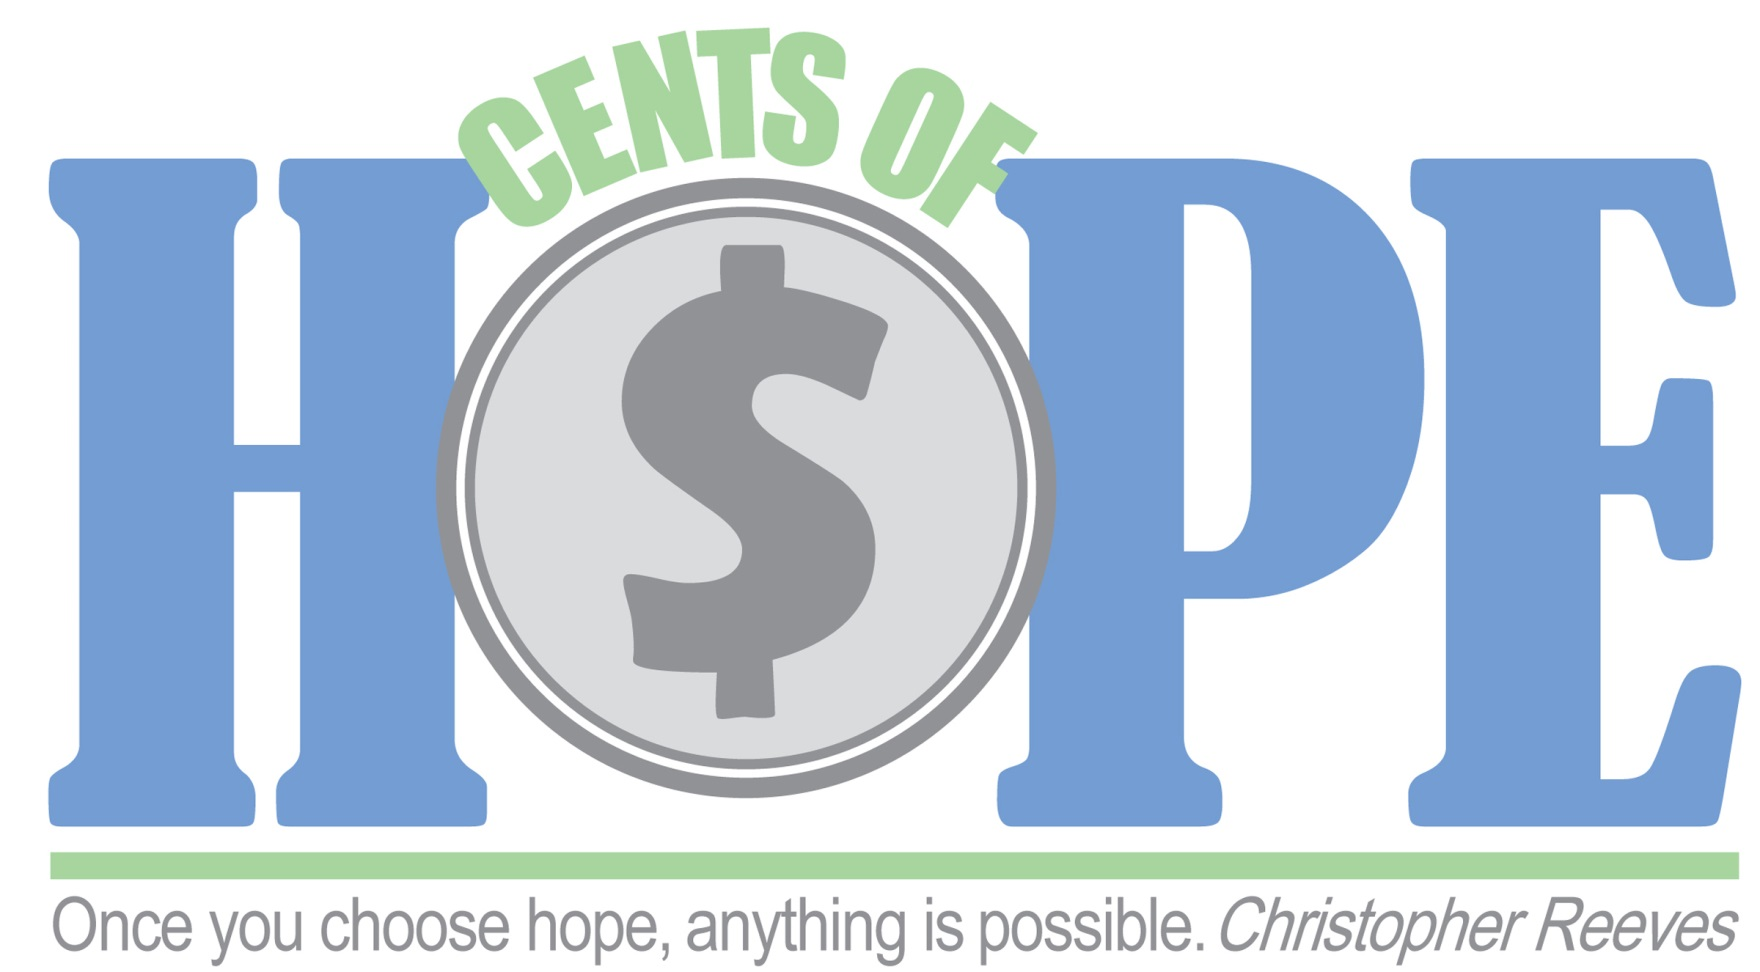 CENTS OF
H$PE
Once you choose hope, anything is possible. Christopher Reeves